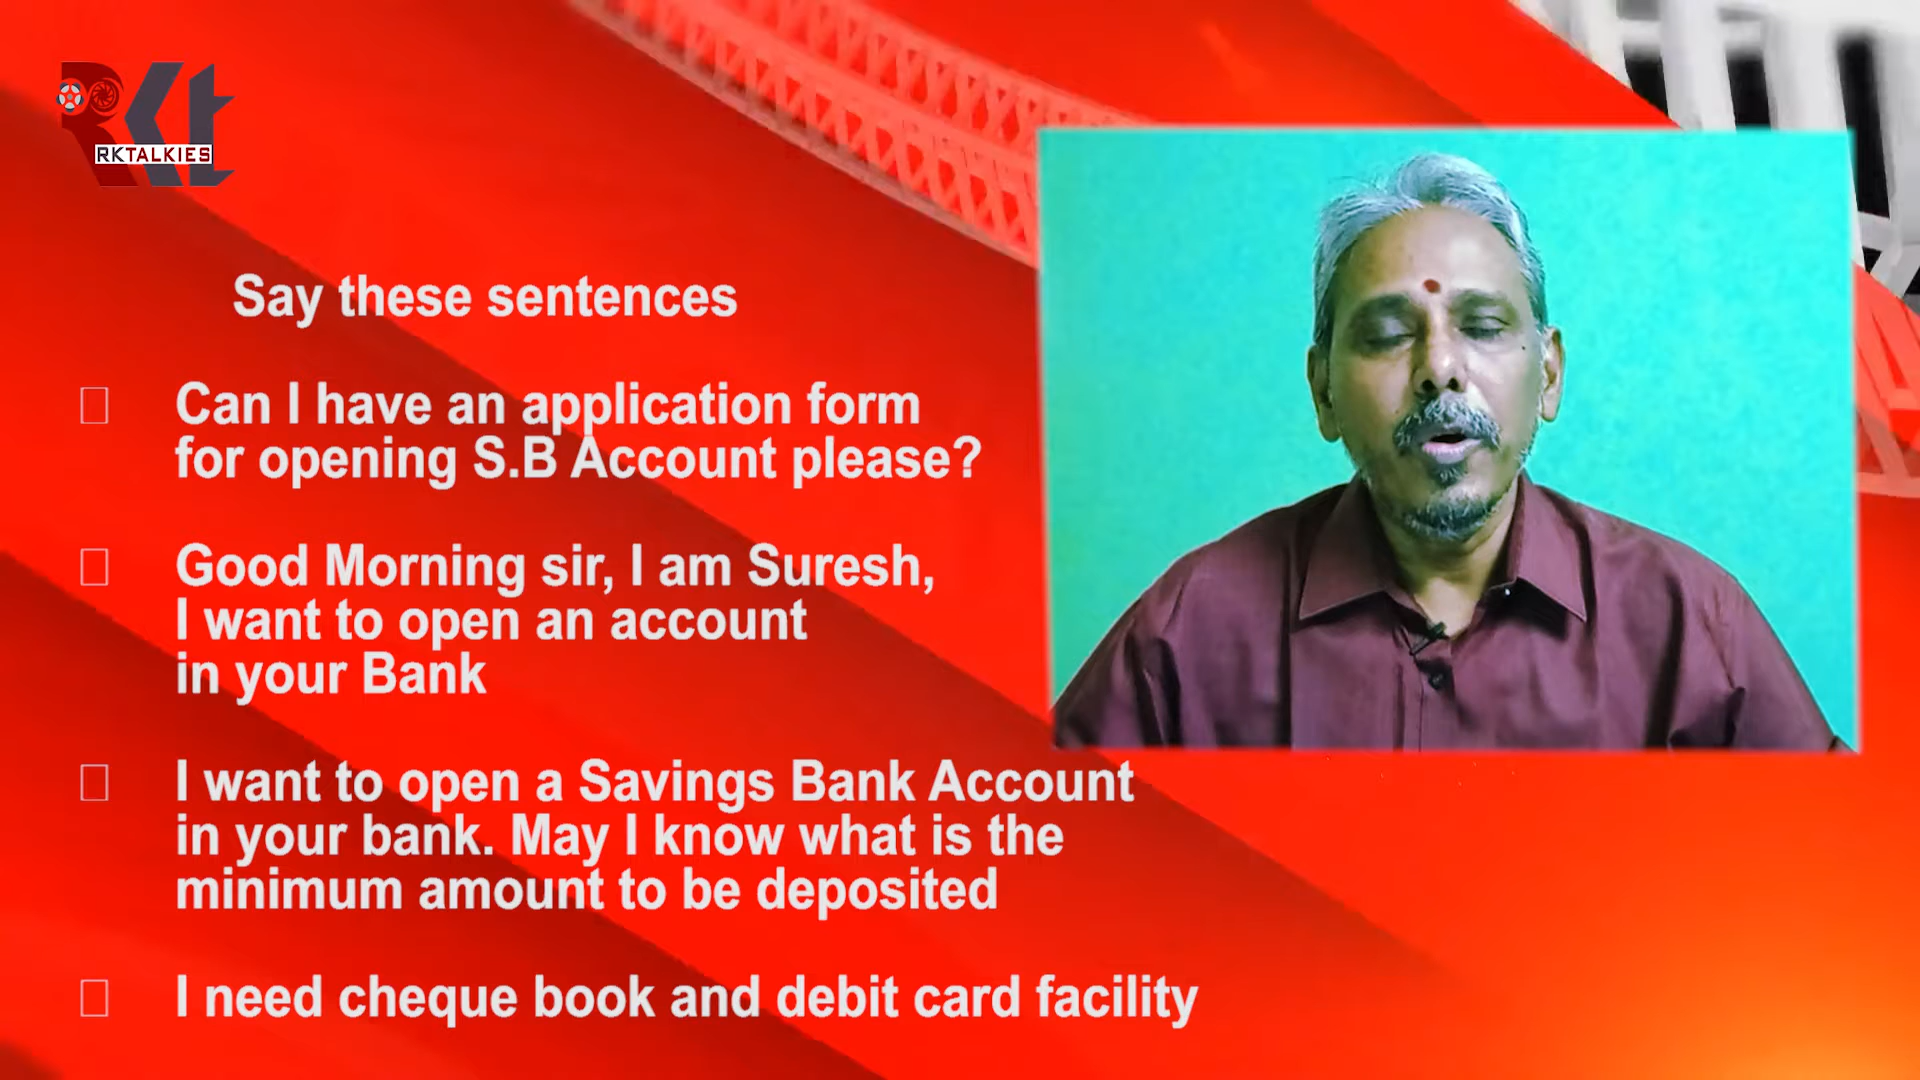 RKt
RKTALKIES
Say these sentences
Can I have an application form
for opening S.B Account please?
Good Morning sir, I am Suresh,
I want to open an account
in your Bank
I want to open a Savings Bank Account
in your bank. May I know what is the
minimum amount to be deposited
I need cheque book and debit card facility